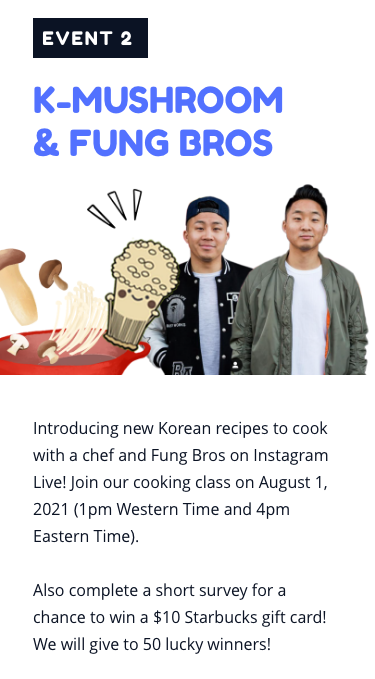 EVENT 2
K-MUSHROOM
& FUNG BROS
Introducing new Korean recipes to cook
with a chef and Fung Bros on Instagram
Live! Join our cooking class on August 1,
2021 (1pm Western Time and 4pm
Eastern Time).
Also complete a short survey for a
chance to win a $10 Starbucks gift card!
We will give to 50 lucky winners!